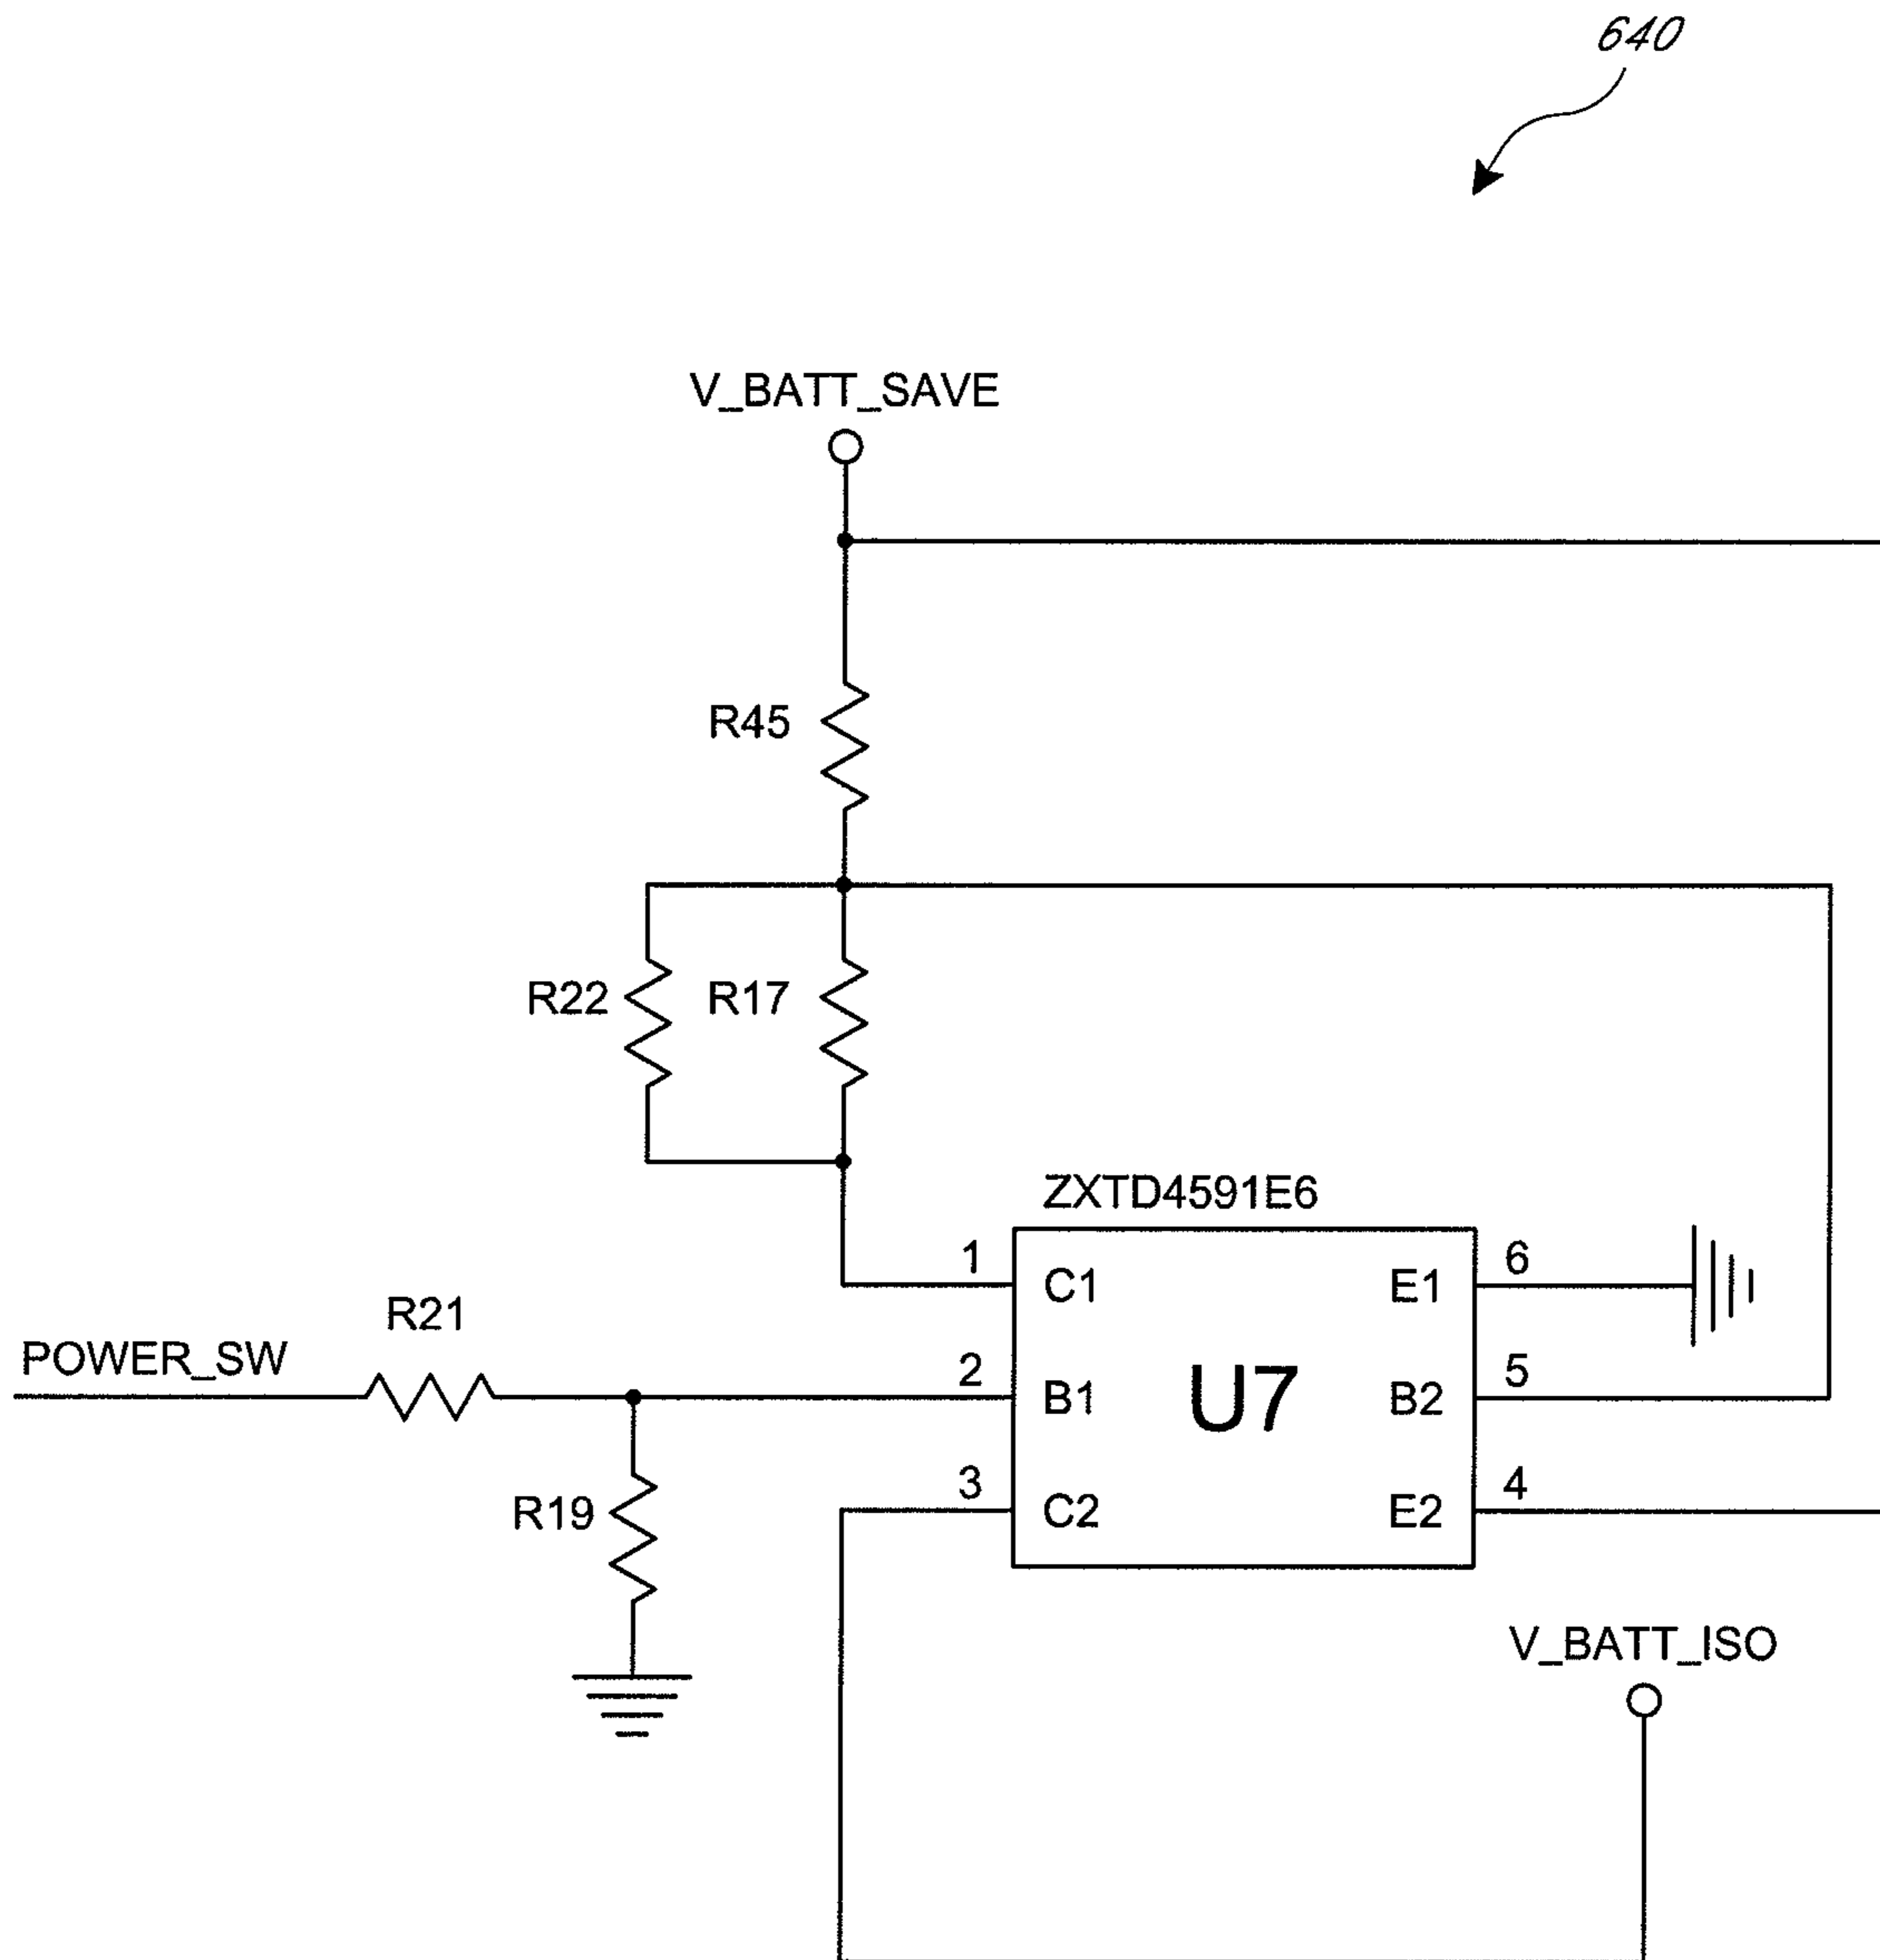 640
V_BATT_SAVE
R45
R22
R17
ZXTD4591E6
1
C1
E1
6
R21
POWER_SW
2
B1
U7
B2
5
R19
3
C2
E2
4
V_BATT_ISO